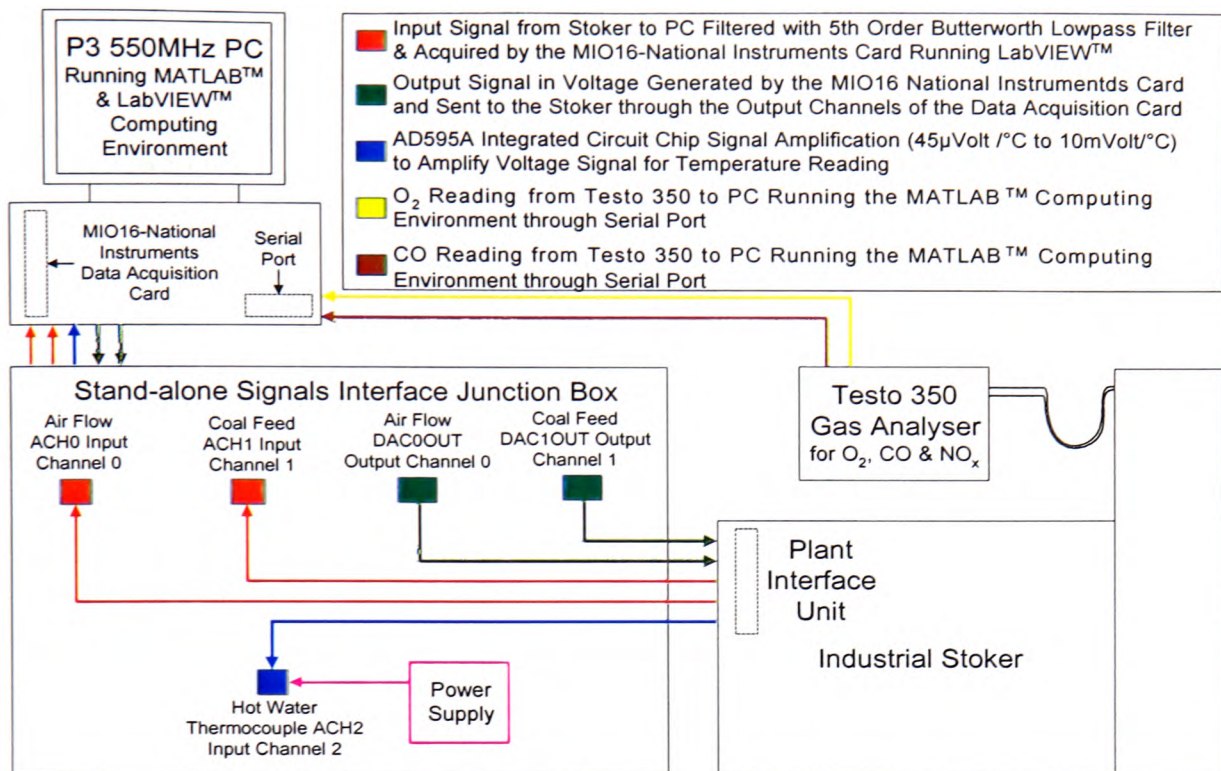 P3 550MHz PC
Running MATLAB™
& LabVIEW™
Computing
Environment
Input Signal from Stoker to PC Filtered with 5th Order Butterworth Lowpass Filter
& Acquired by the MIO16-National Instruments Card Running LabVIEW™
Output Signal in Voltage Generated by the MIO16 National Instrumentds Card
and Sent to the Stoker through the Output Channels of the Data Acquisition Card
AD595A Integrated Circuit Chip Signal Amplification (45µVolt /°C to 10mVolt/°C)
to Amplify Voltage Signal for Temperature Reading
O₂ Reading from Testo 350 to PC Running the MATLAB™ Computing
Environment through Serial Port
CO Reading from Testo 350 to PC Running the MATLAB™ Computing
Environment through Serial Port
MIO16-National
Instruments
Data Acquisition
Card
Serial
Port
Stand-alone Signals Interface Junction Box
Air Flow
ACH0 Input
Channel 0
Coal Feed
ACH1 Input
Channel 1
Air Flow
DAC0OUT
Output Channel 0
Coal Feed
DAC1OUT Output
Channel 1
Testo 350
Gas Analyser
for O₂, CO & NOₓ
Plant
Interface
Unit
Industrial Stoker
Power
Supply
Hot Water
Thermocouple ACH2
Input Channel 2